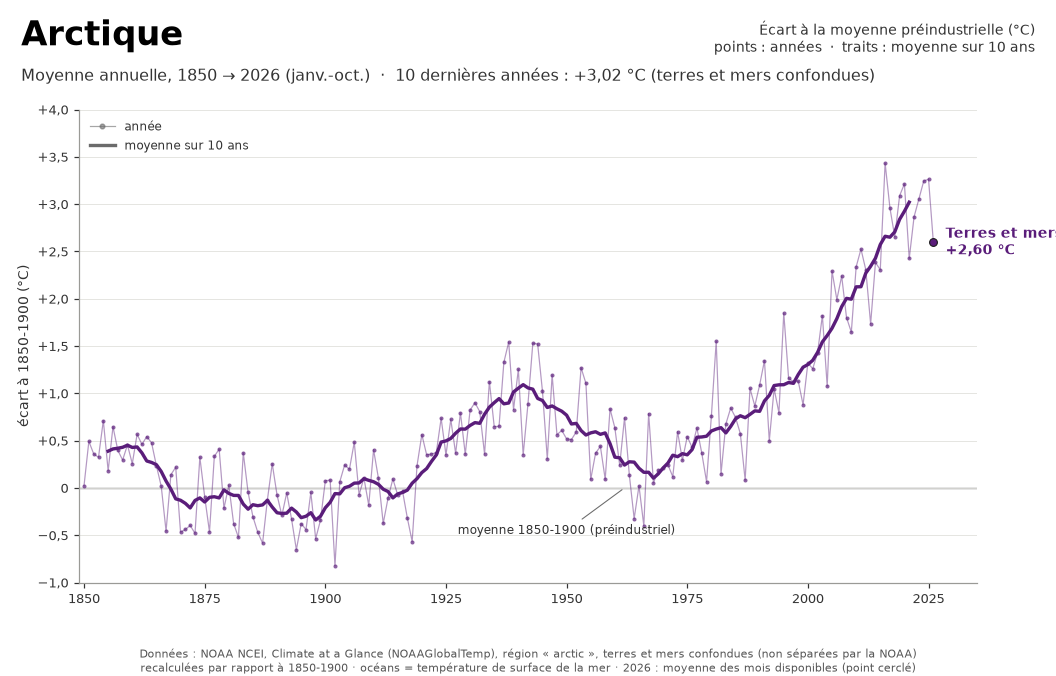 Arctique
Écart à la moyenne préindustrielle (°C)
points : années · traits : moyenne sur 10 ans
Moyenne annuelle, 1850 → 2026 (janv.-oct.) · 10 dernières années : +3,02 °C (terres et mers confondues)
écart à 1850-1900 (°C)
+4,0
+3,5
+3,0
+2,5
+2,0
+1,5
+1,0
+0,5
0
−0,5
−1,0
année
moyenne sur 10 ans
Terres et mers
+2,60 °C
moyenne 1850-1900 (préindustriel)
1850
1875
1900
1925
1950
1975
2000
2025
Données : NOAA NCEI, Climate at a Glance (NOAAGlobalTemp), région « arctic », terres et mers confondues (non séparées par la NOAA)
recalculées par rapport à 1850-1900 · océans = température de surface de la mer · 2026 : moyenne des mois disponibles (point cerclé)